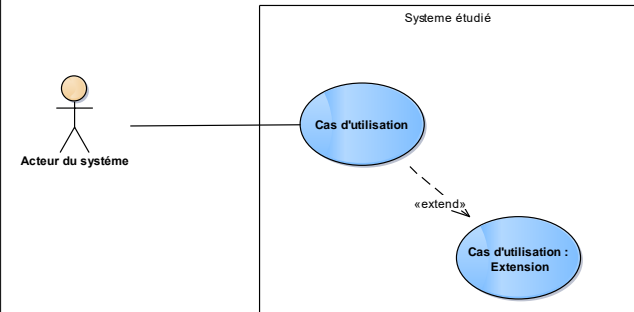 Systeme étudié
Cas d'utilisation
Acteur du systéme
«extend»
Cas d'utilisation :
Extension